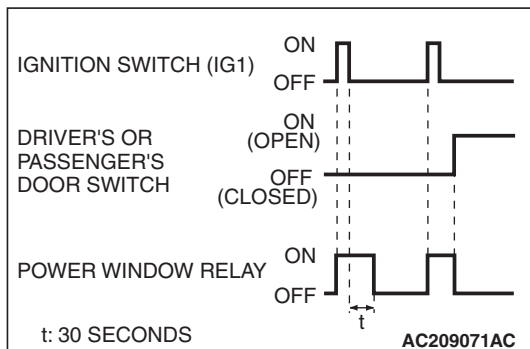 IGNITION SWITCH (IG1)
ON
OFF
DRIVER'S OR
PASSENGER'S
DOOR SWITCH
ON
(OPEN)
OFF
(CLOSED)
POWER WINDOW RELAY
ON
OFF
t
t: 30 SECONDS
AC209071AC